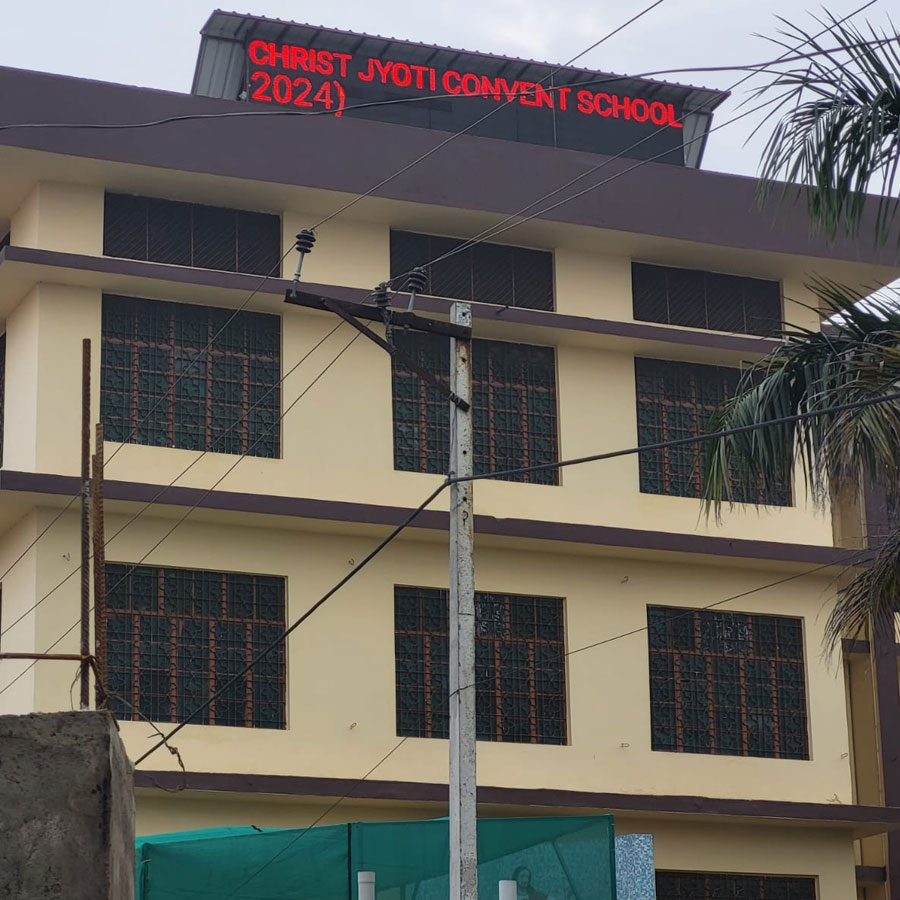 CHRIST JYOTI CONVENT SCHOOL
2024)